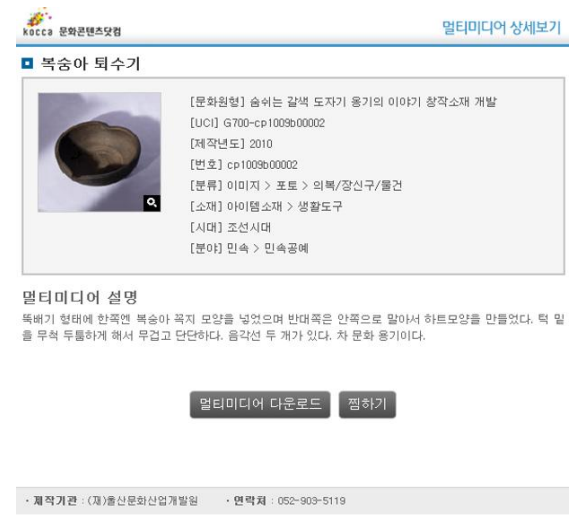 kocca 문화콘텐츠닷컴
멀티미디어 상세보기
복숭아 퇴수기
[문화원형] 숨쉬는 갈색 도자기 옹기의 이야기 창작소재 개발
[UCI] G700-cp1009b00002
[제작년도] 2010
[번호] cp1009b00002
[분류] 이미지 > 포토 > 의복/장신구/물건
[소재] 아이템소재 > 생활도구
[시대] 조선시대
[분야] 민속 > 민속공예
멀티미디어 설명
뚝배기 형태에 한쪽엔 복숭아 꼭지 모양을 넣었으며 반대쪽은 안쪽으로 말아서 하트모양을 만들었다. 턱 밑
을 무척 두툼하게 해서 무겁고 단단하다. 음각선 두 개가 있다. 차 문화 용기이다.
멀티미디어 다운로드 찜하기
· 제작기관 : (재)울산문화산업개발원 · 연락처 : 052-903-5119